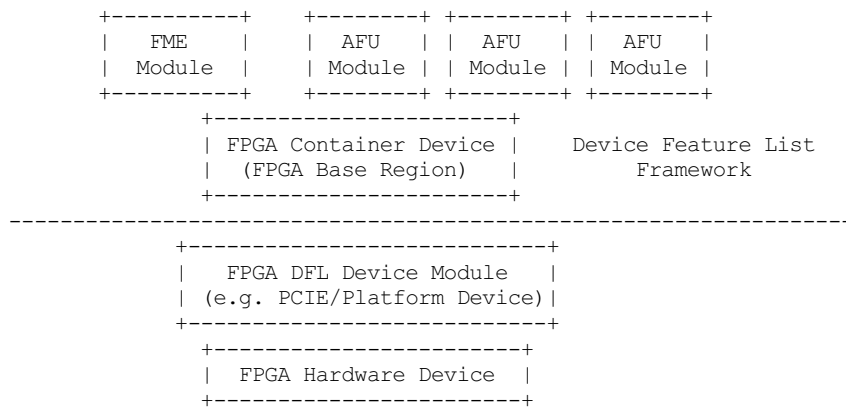 FME AFU AFU AFU
Module Module Module Module
FPGA Container Device Device Feature List
(FPGA Base Region) Framework
FPGA DFL Device Module
(e.g. PCIE/Platform Device)
FPGA Hardware Device